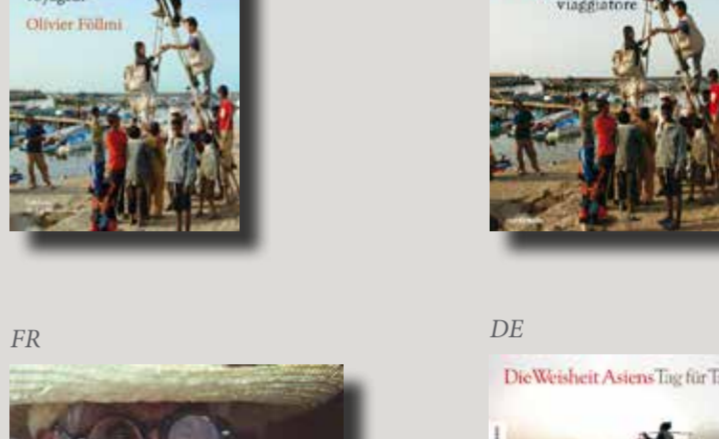 Olivier Föllmi
viaggiatore
FR
DE
Die Weisheit Asiens Tag für